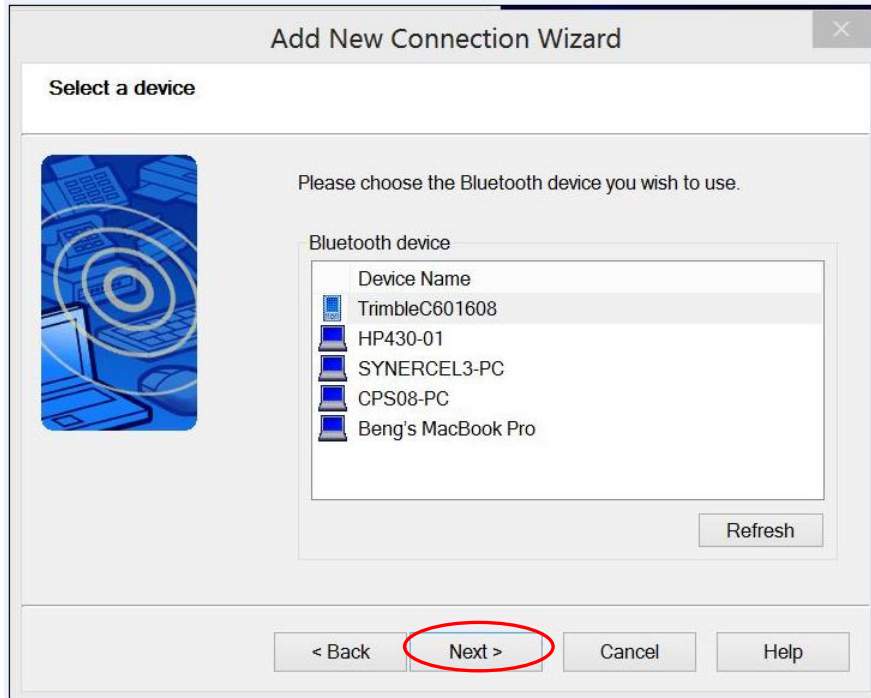 Add New Connection Wizard
Select a device
Please choose the Bluetooth device you wish to use.
Bluetooth device
Device Name
TrimbleC601608
HP430-01
SYNERCEL3-PC
CPS08-PC
Beng's MacBook Pro
Refresh
< Back Next > Cancel Help